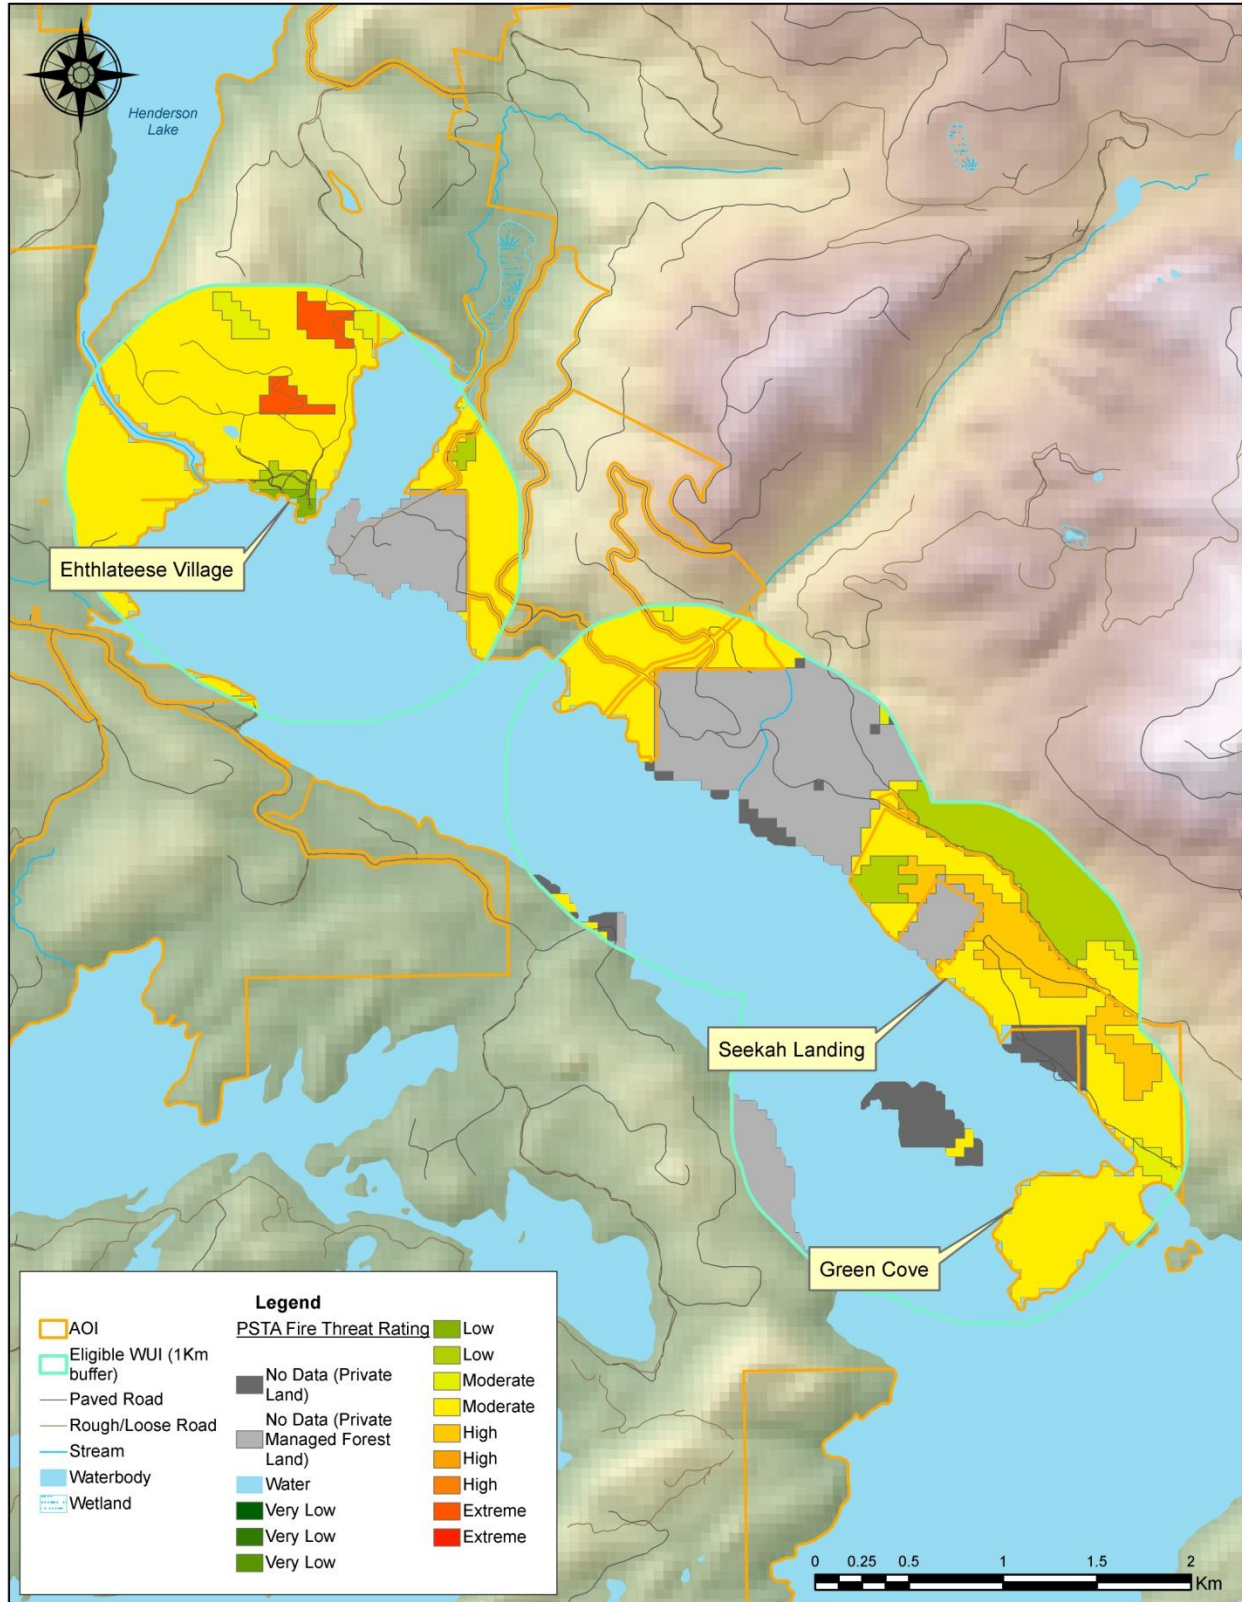 Henderson
Lake
Ehthlateese Village
Seekah Landing
Green Cove
Legend
AOI
Eligible WUI (1Km
buffer)
Paved Road
Rough/Loose Road
Stream
Waterbody
Wetland
PSTA Fire Threat Rating
No Data (Private
Land)
No Data (Private
Managed Forest
Land)
Water
Very Low
Very Low
Very Low
Low
Low
Moderate
Moderate
High
High
High
Extreme
Extreme
0 0.25 0.5 1 1.5 2
Km